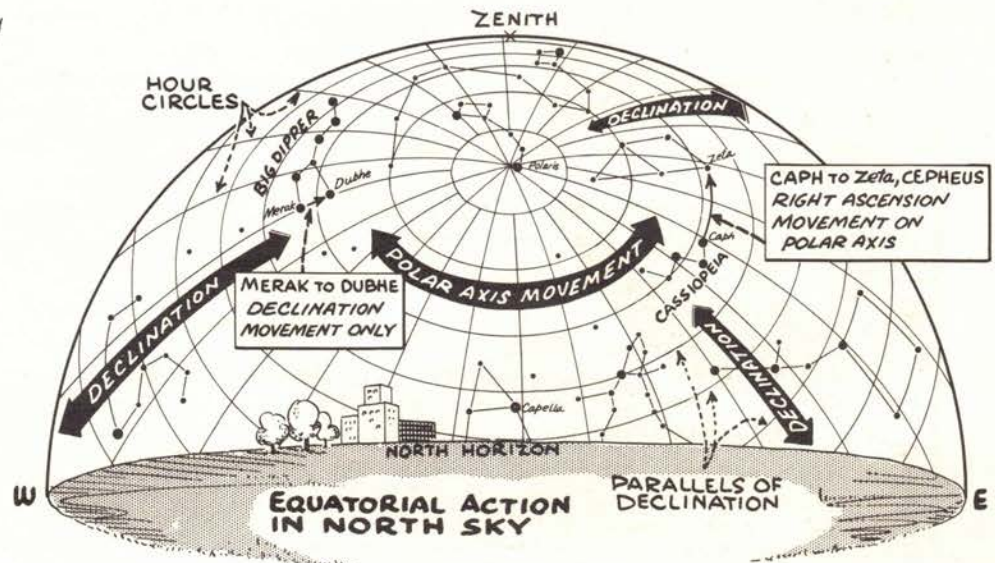 ZENITH
HOUR
CIRCLES
BIG DIPPER
DECLINATION
Polaris
Zeta
Dubhe
Merak
CAPH TO Zeta, CEPHEUS
RIGHT ASCENSION
MOVEMENT ON
POLAR AXIS
Caph
POLAR AXIS MOVEMENT
CASSIOPEIA
DECLINATION
MERAK TO DUBHE
DECLINATION
MOVEMENT ONLY
DECLINATION
Capella
NORTH HORIZON
W
E
EQUATORIAL ACTION
IN NORTH SKY
PARALLELS OF
DECLINATION